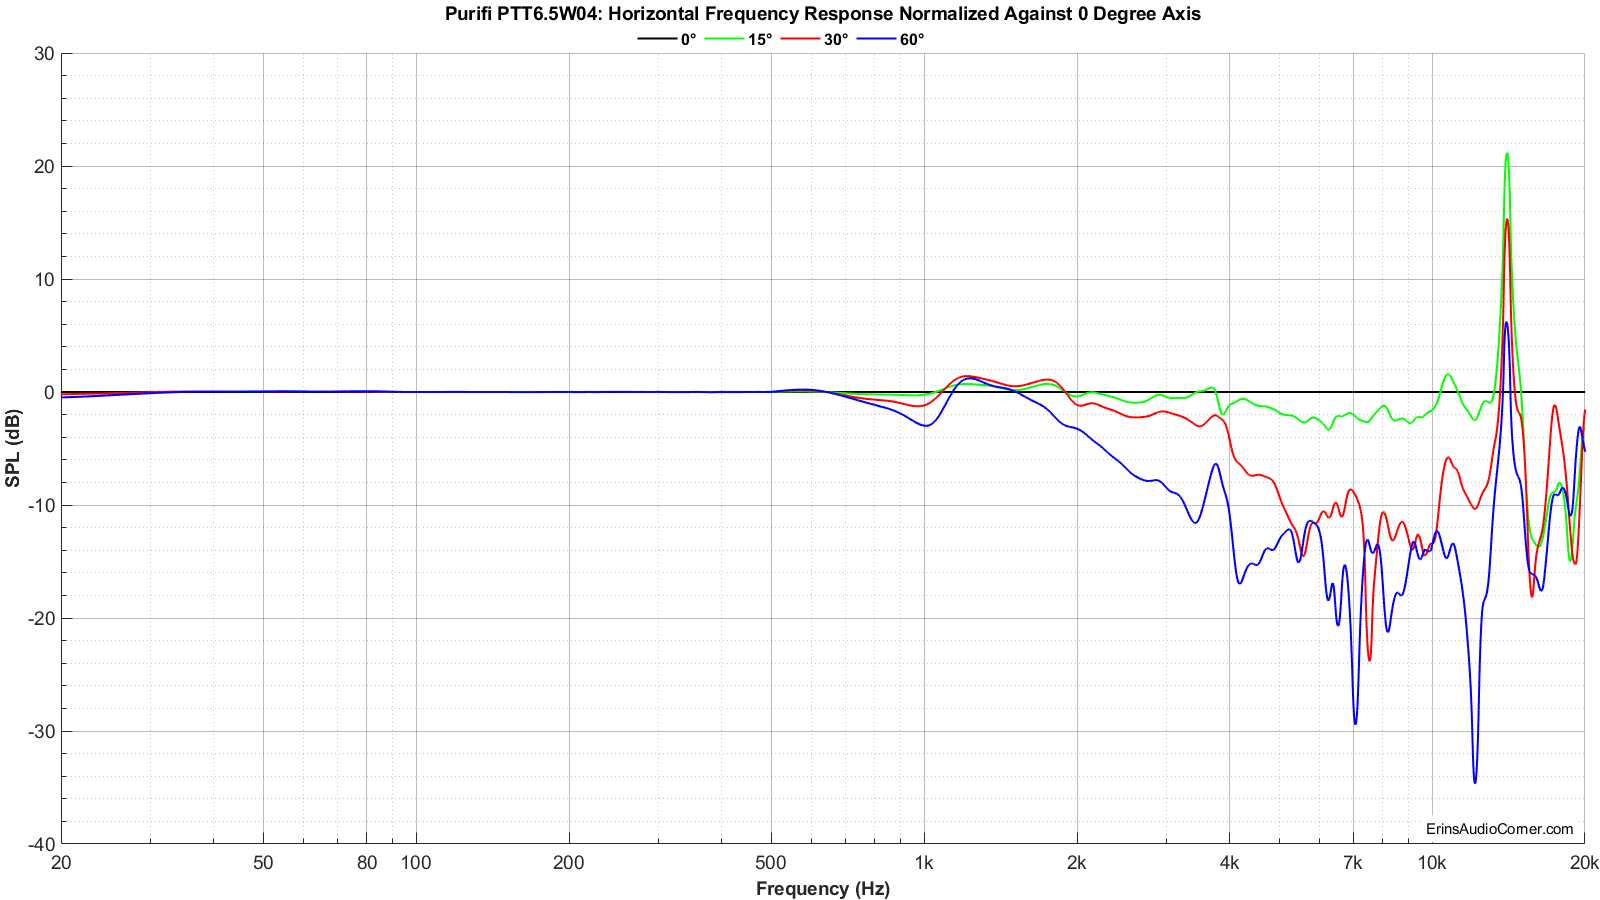 Purifi PTT6.5W04: Horizontal Frequency Response Normalized Against 0 Degree Axis
0° 15° 30° 60°
30
20
10
0
-10
-20
-30
-40
SPL (dB)
ErinsAudioCorner.com
20 50 80 100 200 500 1k 2k 4k 7k 10k 20k
Frequency (Hz)